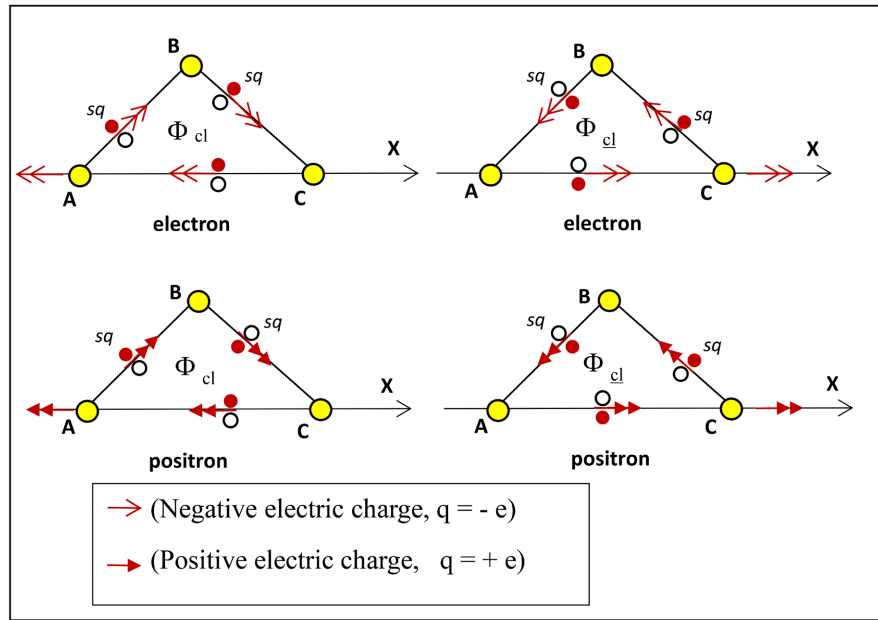 B
sq
sq
Φ cl
X
A
C
electron
B
sq
sq
Φ cl
X
A
C
electron
B
sq
sq
Φ cl
X
A
C
positron
B
sq
sq
Φ cl
X
A
C
positron
(Negative electric charge, q = - e)
(Positive electric charge, q = + e)